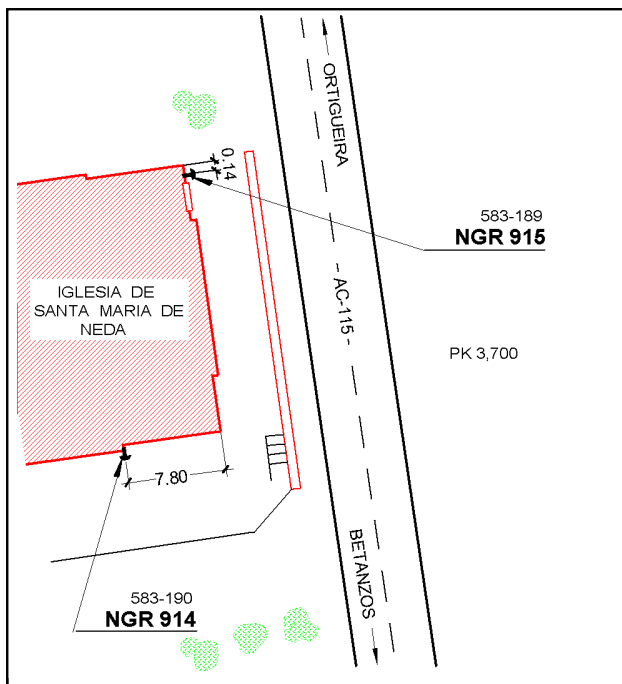 ORTIGUEIRA
0.14
583-189
NGR 915
IGLESIA DE
SANTA MARIA DE
NEDA
- AC-115 -
PK 3,700
7.80
BETANZOS
583-190
NGR 914